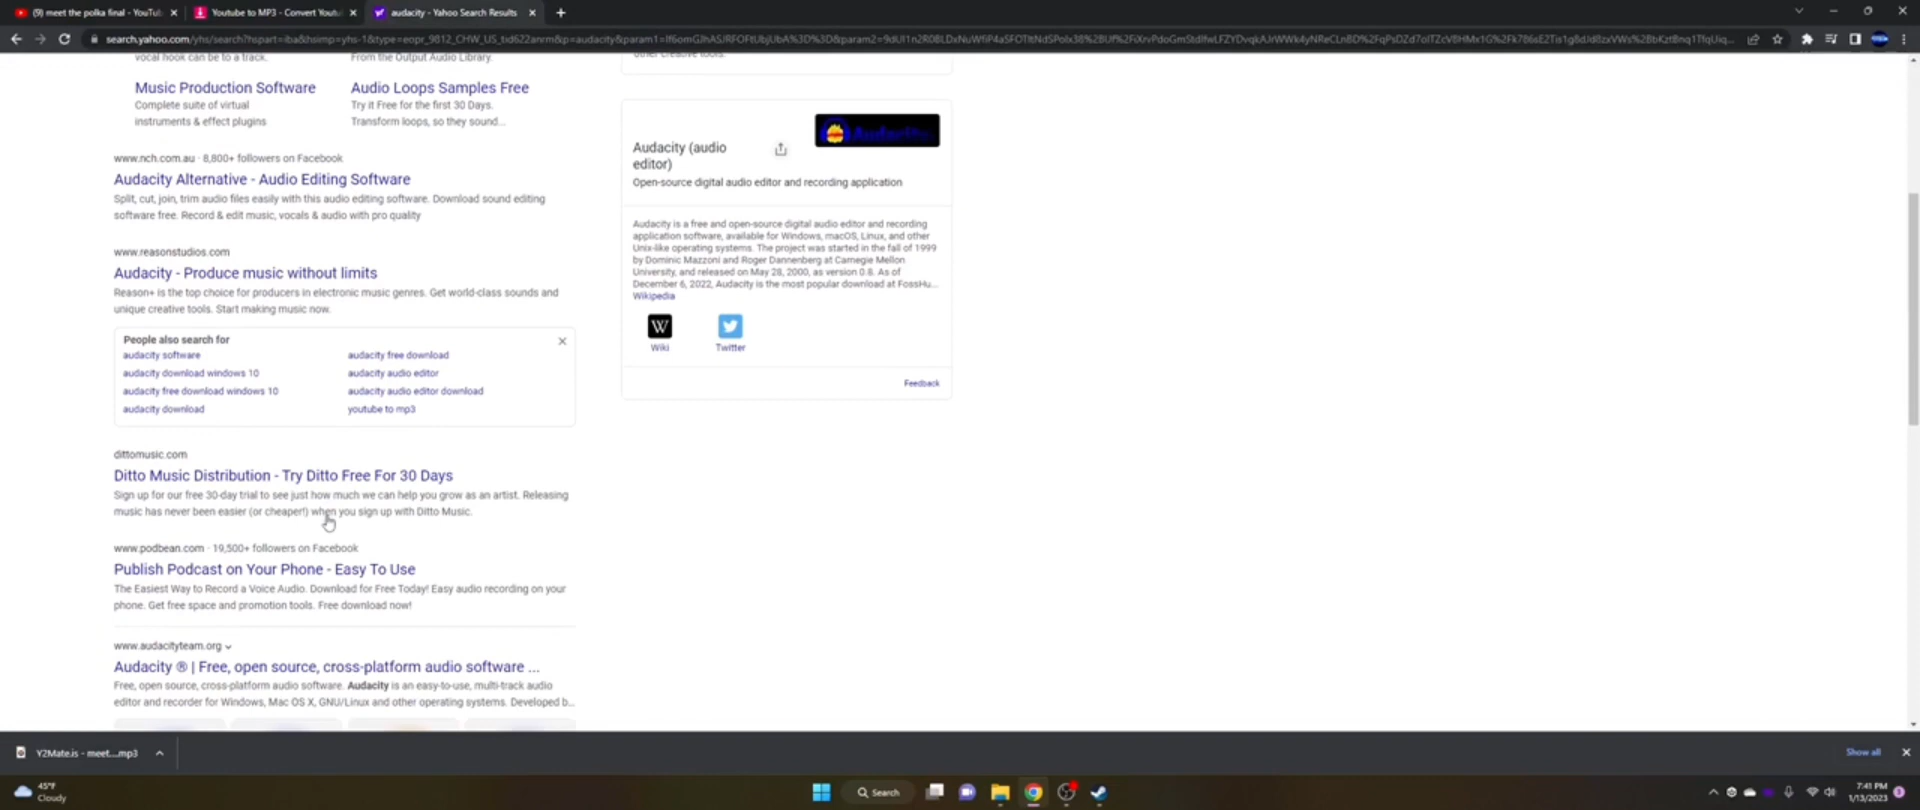 (9) meet the polka final - YouTu
Youtube to MP3 - Convert Youtu
audacity - Yahoo Search Results
vocal hook can be to a track.
From the Output Audio Library.
Music Production Software
Complete suite of virtual
instruments & effect plugins
Audio Loops Samples Free
Try it Free for the first 30 Days.
Transform loops, so they sound...
www.nch.com.au · 8,800+ followers on Facebook
Audacity Alternative - Audio Editing Software
Split, cut, join, trim audio files easily with this audio editing software. Download sound editing
software free. Record & edit music, vocals & audio with pro quality
www.reasonstudios.com
Audacity - Produce music without limits
Reason+ is the top choice for producers in electronic music genres. Get world-class sounds and
unique creative tools. Start making music now.
People also search for
audacity software
audacity download windows 10
audacity free download windows 10
audacity download
audacity free download
audacity audio editor
audacity audio editor download
youtube to mp3
dittomusic.com
Ditto Music Distribution - Try Ditto Free For 30 Days
Sign up for our free 30-day trial to see just how much we can help you grow as an artist. Releasing
music has never been easier (or cheaper!) when you sign up with Ditto Music.
www.podbean.com · 19,500+ followers on Facebook
Publish Podcast on Your Phone - Easy To Use
The Easiest Way to Record a Voice Audio. Download for Free Today! Easy audio recording on your
phone. Get free space and promotion tools. Free download now!
www.audacityteam.org
Audacity ® | Free, open source, cross-platform audio software ...
Free, open source, cross-platform audio software. Audacity is an easy-to-use, multi-track audio
editor and recorder for Windows, Mac OS X, GNU/Linux and other operating systems. Developed b...
other creative tools.
Audacity
Audacity (audio
editor)
Open-source digital audio editor and recording application
Audacity is a free and open-source digital audio editor and recording
application software, available for Windows, macOS, Linux, and other
Unix-like operating systems. The project was started in the fall of 1999
by Dominic Mazzoni and Roger Dannenberg at Carnegie Mellon
University, and released on May 28, 2000, as version 0.8. As of
December 6, 2022, Audacity is the most popular download at FossHu...
Wikipedia
W
Wiki
Twitter
Feedback
Y2Mate.is - meet....mp3
Show all
45°F
Cloudy
Search
7:41 PM
1/13/2023